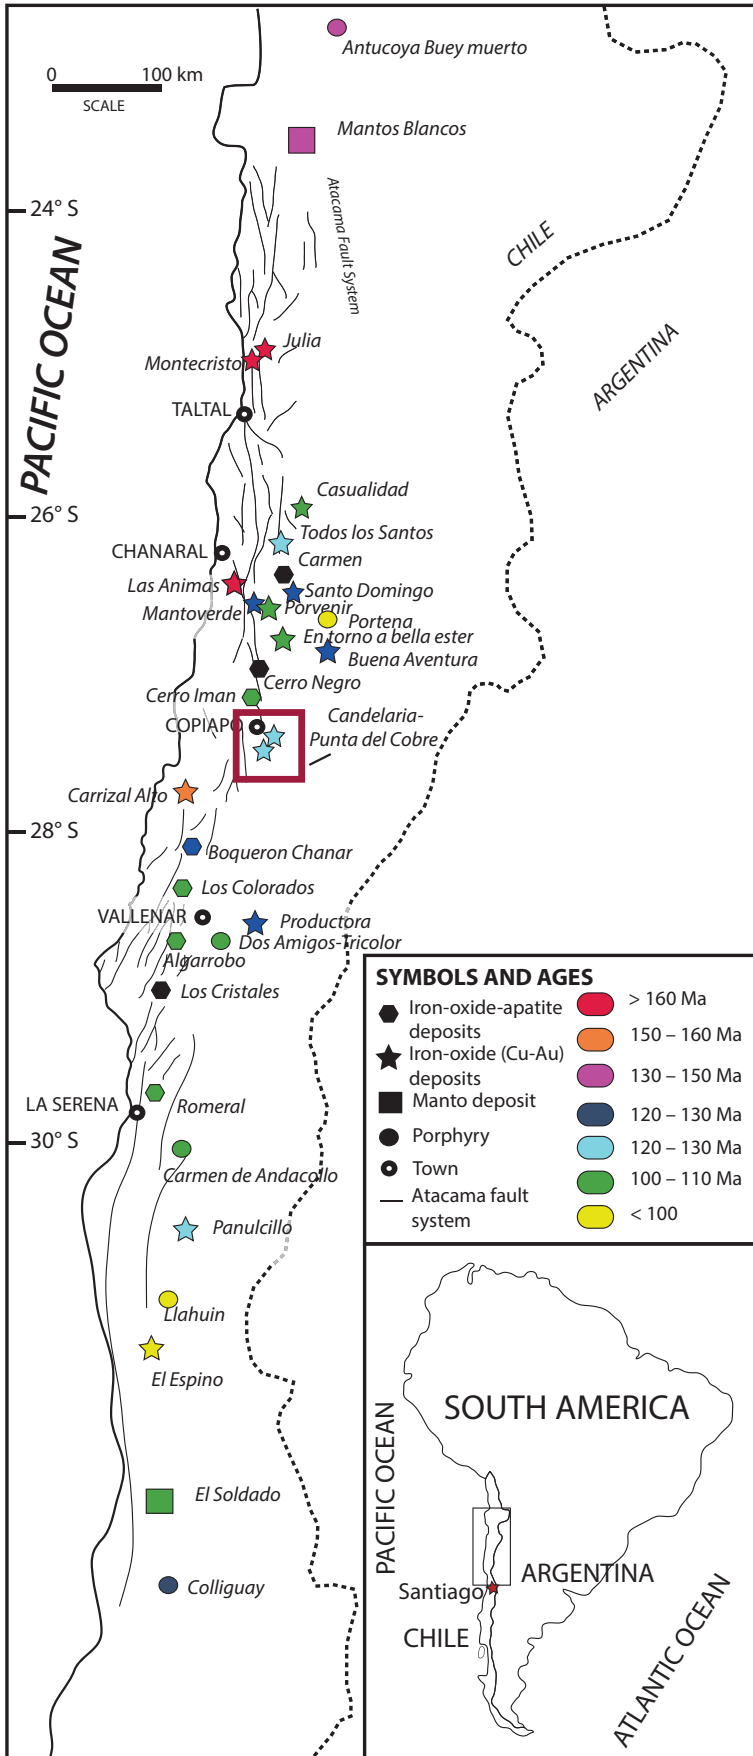 Antucoya Buey muerto
0 100 km
SCALE
Mantos Blancos
24° S
Atacama Fault System
CHILE
PACIFIC OCEAN
ARGENTINA
Julia
Montecristo
TALTAL
Casualidad
26° S
Todos los Santos
CHANARAL
Carmen
Las Animas
Santo Domingo
Mantoverde
Porvenir
Portena
En torno a bella ester
Buena Aventura
Cerro Negro
Cerro Iman
COPIAPO
Candelaria-
Punta del Cobre
Carrizal Alto
28° S
Boqueron Chanar
Los Colorados
VALLENAR
Productora
Dos Amigos-Tricolor
Algarrobo
Los Cristales
LA SERENA
Romeral
30° S
Carmen de Andacollo
Panulcillo
Llahuin
El Espino
El Soldado
Colliguay
SYMBOLS AND AGES
Iron-oxide-apatite
deposits
Iron-oxide (Cu-Au)
deposits
Manto deposit
Porphyry
Town
Atacama fault
system
> 160 Ma
150 – 160 Ma
130 – 150 Ma
120 – 130 Ma
120 – 130 Ma
100 – 110 Ma
< 100
SOUTH AMERICA
PACIFIC OCEAN
ARGENTINA
Santiago
CHILE
ATLANTIC OCEAN